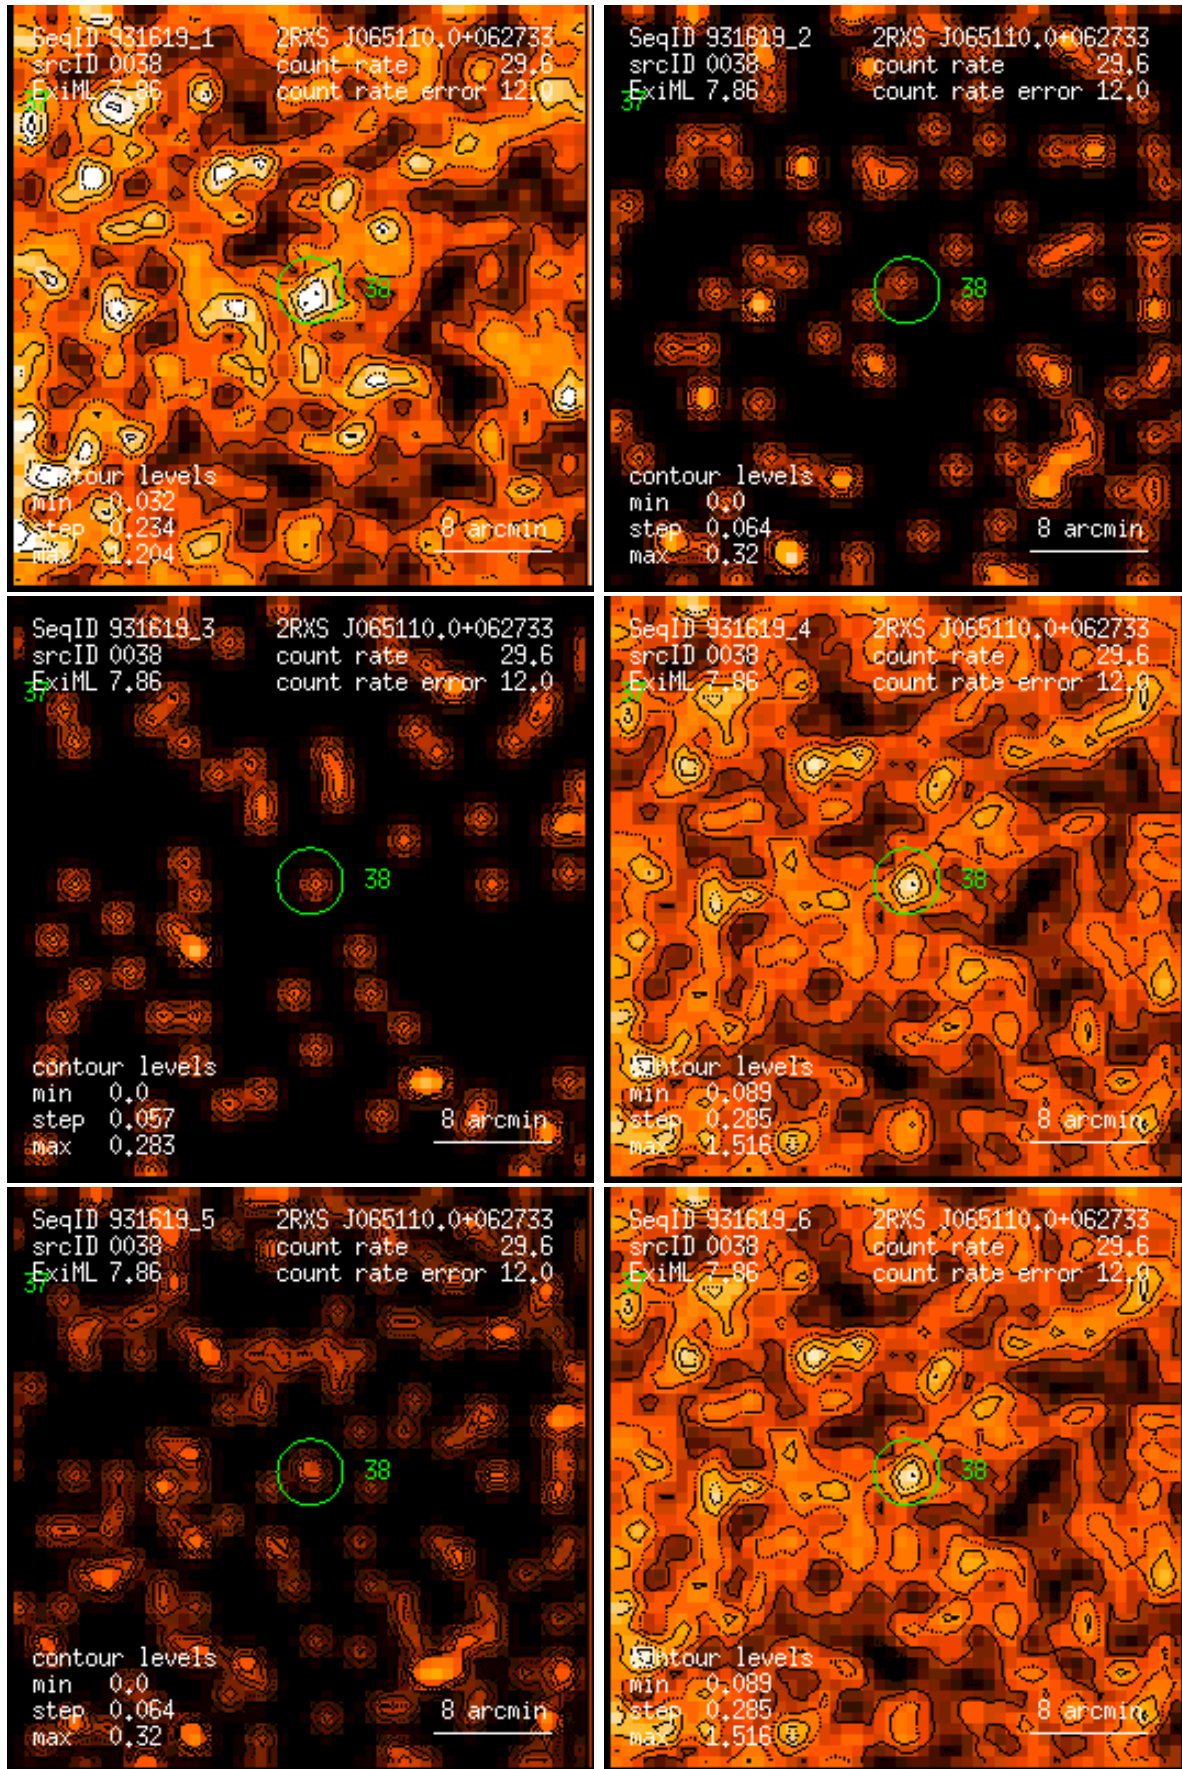 SeqID 931619_1 2RXS J065110.0+062733
srcID 0038 count rate 29.6
ExiML 7.86 count rate error 12.0
38
contour levels
min 0.032
step 0.234 8 arcmin
max 1.204
SeqID 931619_2 2RXS J065110.0+062733
srcID 0038 count rate 29.6
ExiML 7.86 count rate error 12.0
37
38
contour levels
min 0.0
step 0.064 8 arcmin
max 0.32
SeqID 931619_3 2RXS J065110.0+062733
srcID 0038 count rate 29.6
ExiML 7.86 count rate error 12.0
37
38
contour levels
min 0.0
step 0.057 8 arcmin
max 0.283
SeqID 931619_4 2RXS J065110.0+062733
srcID 0038 count rate 29.6
ExiML 7.86 count rate error 12.0
37
38
contour levels
min 0.089
step 0.285 8 arcmin
max 1.516
SeqID 931619_5 2RXS J065110.0+062733
srcID 0038 count rate 29.6
ExiML 7.86 count rate error 12.0
37
38
contour levels
min 0.0
step 0.064 8 arcmin
max 0.32
SeqID 931619_6 2RXS J065110.0+062733
srcID 0038 count rate 29.6
ExiML 7.86 count rate error 12.0
37
38
contour levels
min 0.089
step 0.285 8 arcmin
max 1.516